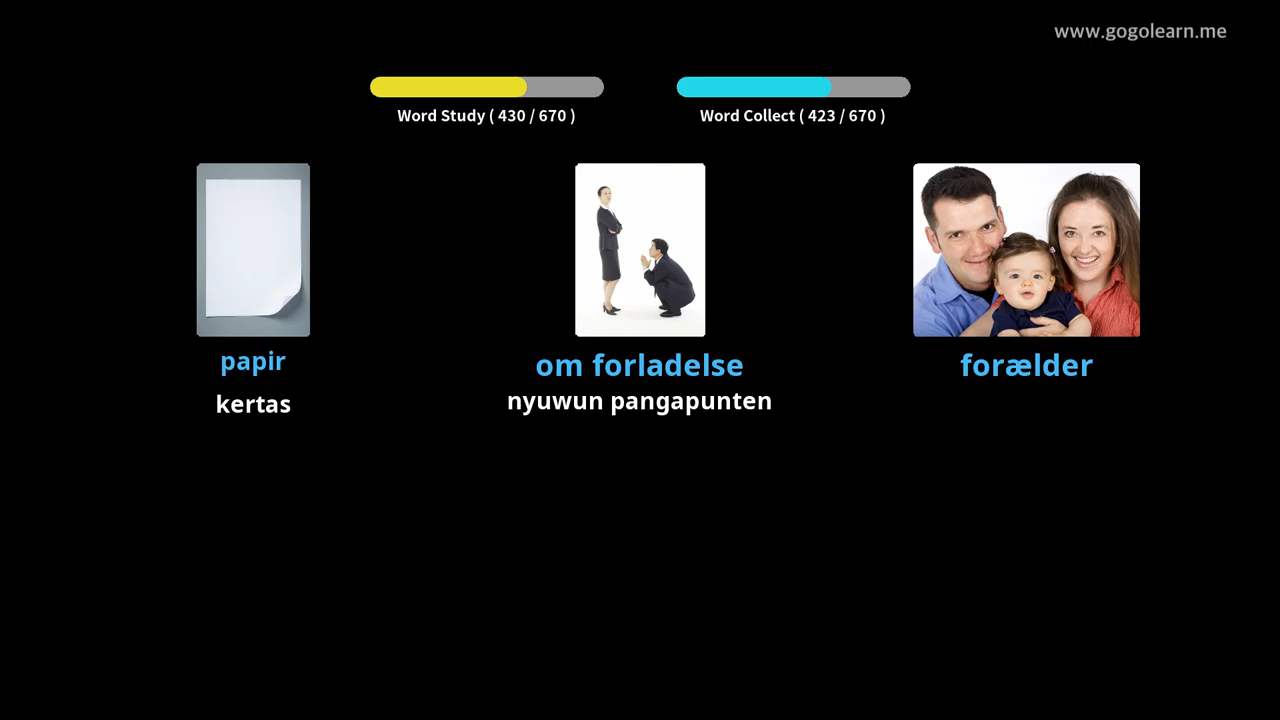 www.gogolearn.me
Word Study ( 430 / 670 )
Word Collect ( 423 / 670 )
papir
kertas
om forladelse
nyuwun pangapunten
forælder